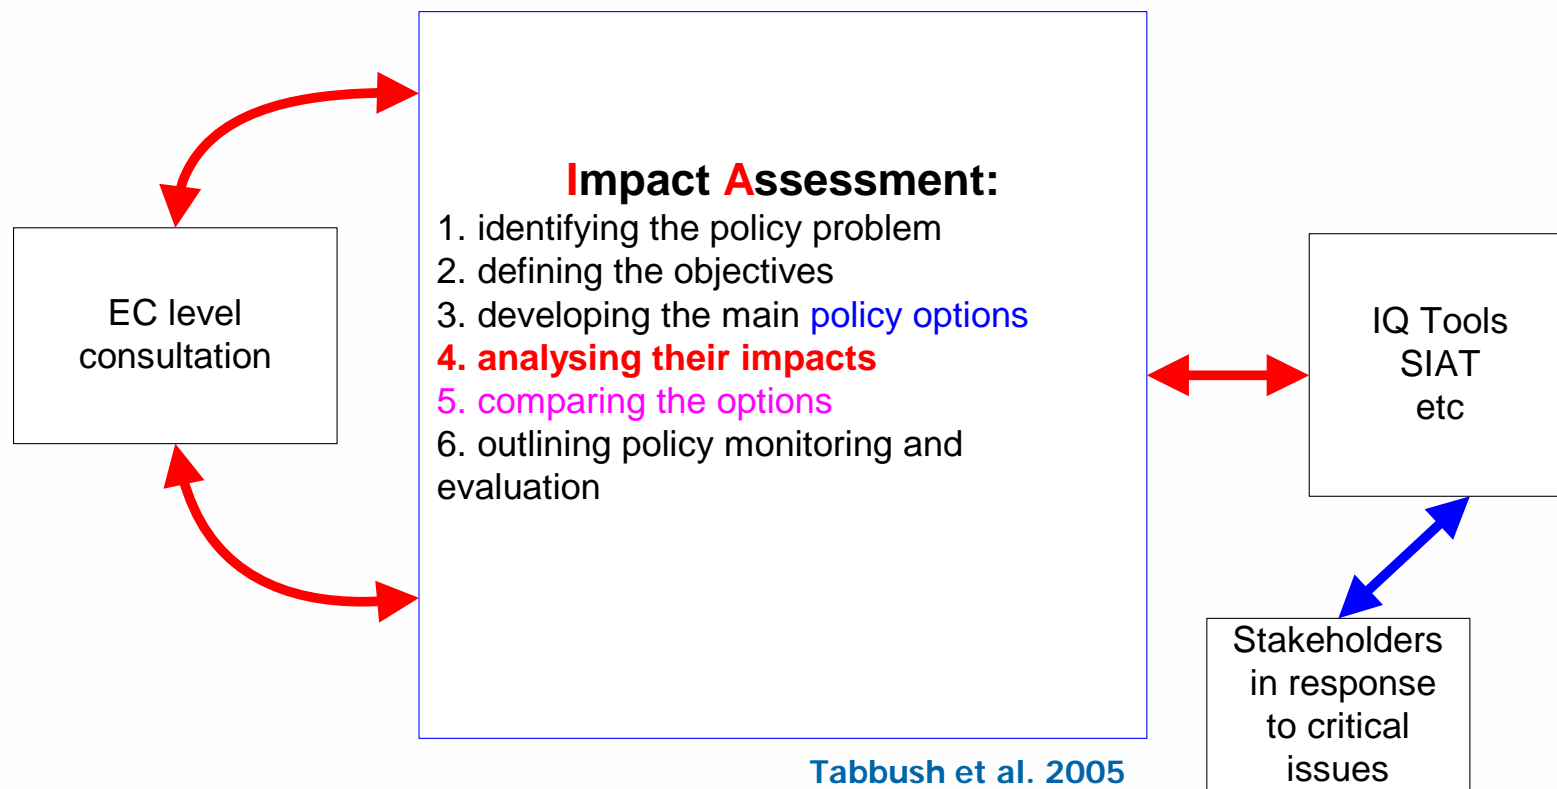 EC level
consultation
Impact Assessment:
1. identifying the policy problem
2. defining the objectives
3. developing the main policy options
4. analysing their impacts
5. comparing the options
6. outlining policy monitoring and
evaluation
IQ Tools
SIAT
etc
Stakeholders
in response
to critical
issues
Tabbush et al. 2005